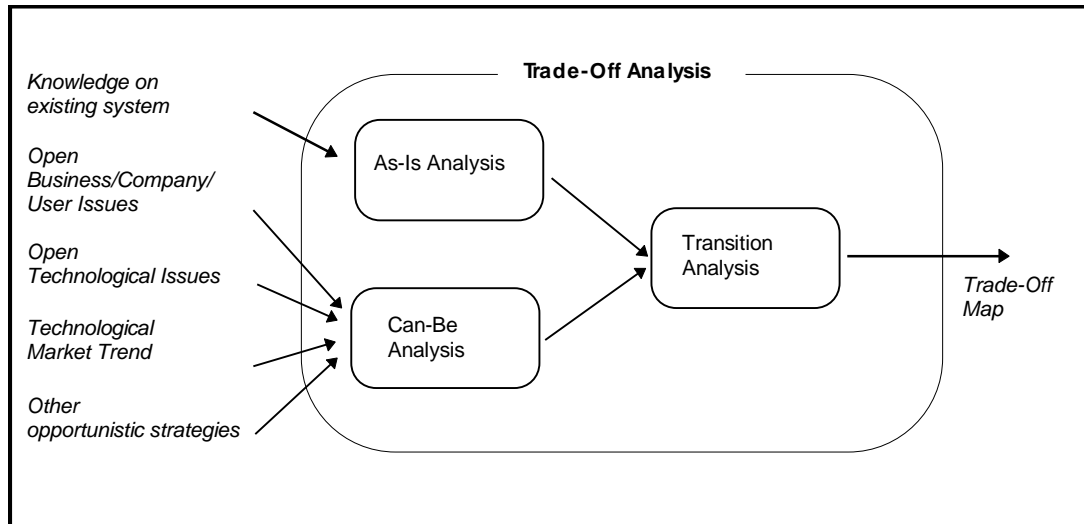 Trade-Off Analysis
Knowledge on
existing system
Open
Business/Company/
User Issues
Open
Technological Issues
Technological
Market Trend
Other
opportunistic strategies
As-Is Analysis
Can-Be
Analysis
Transition
Analysis
Trade-Off
Map